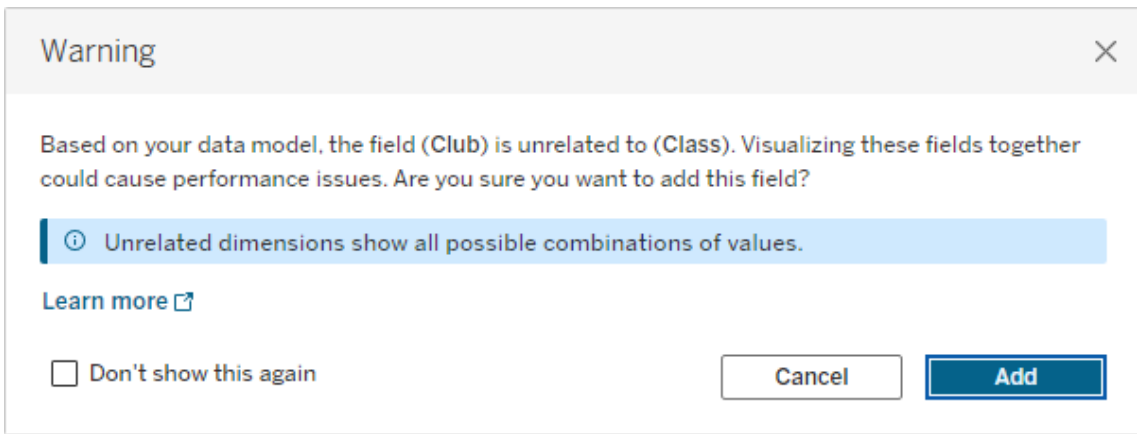 Warning
Based on your data model, the field (Club) is unrelated to (Class). Visualizing these fields together
could cause performance issues. Are you sure you want to add this field?
Unrelated dimensions show all possible combinations of values.
Learn more
Don't show this again
Cancel
Add